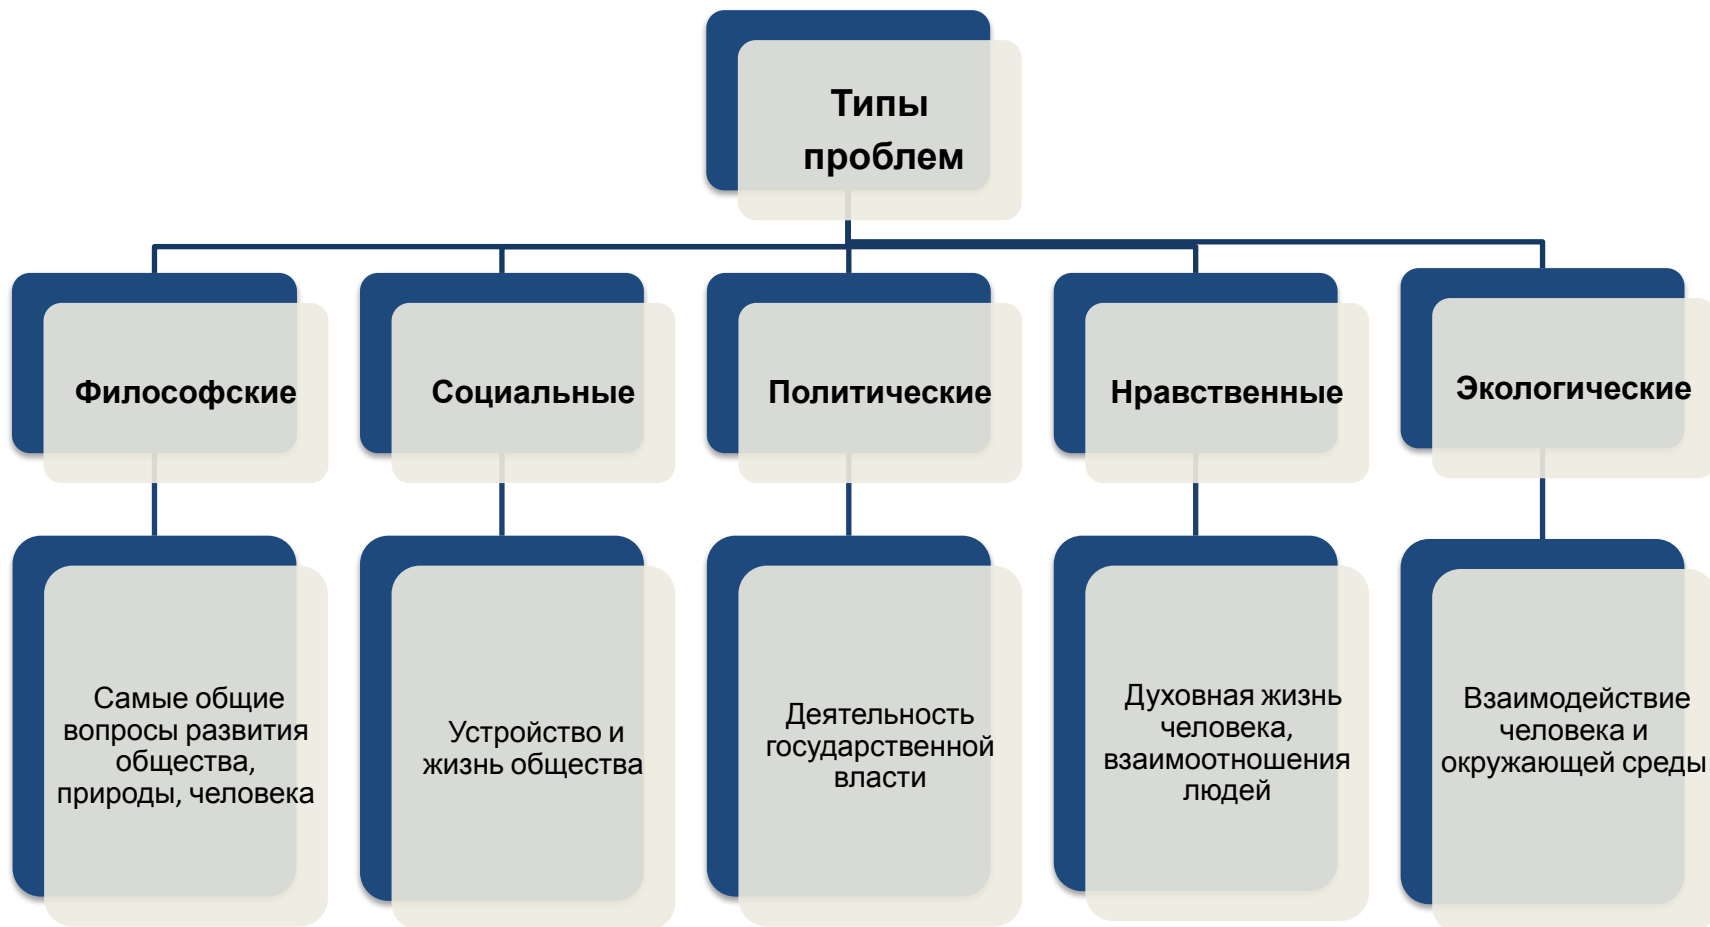 Типы
проблем
Философские
Социальные
Политические
Нравственные
Экологические
Самые общие
вопросы развития
общества,
природы, человека
Устройство и
жизнь общества
Деятельность
государственной
власти
Духовная жизнь
человека,
взаимоотношения
людей
Взаимодействие
человека и
окружающей среды